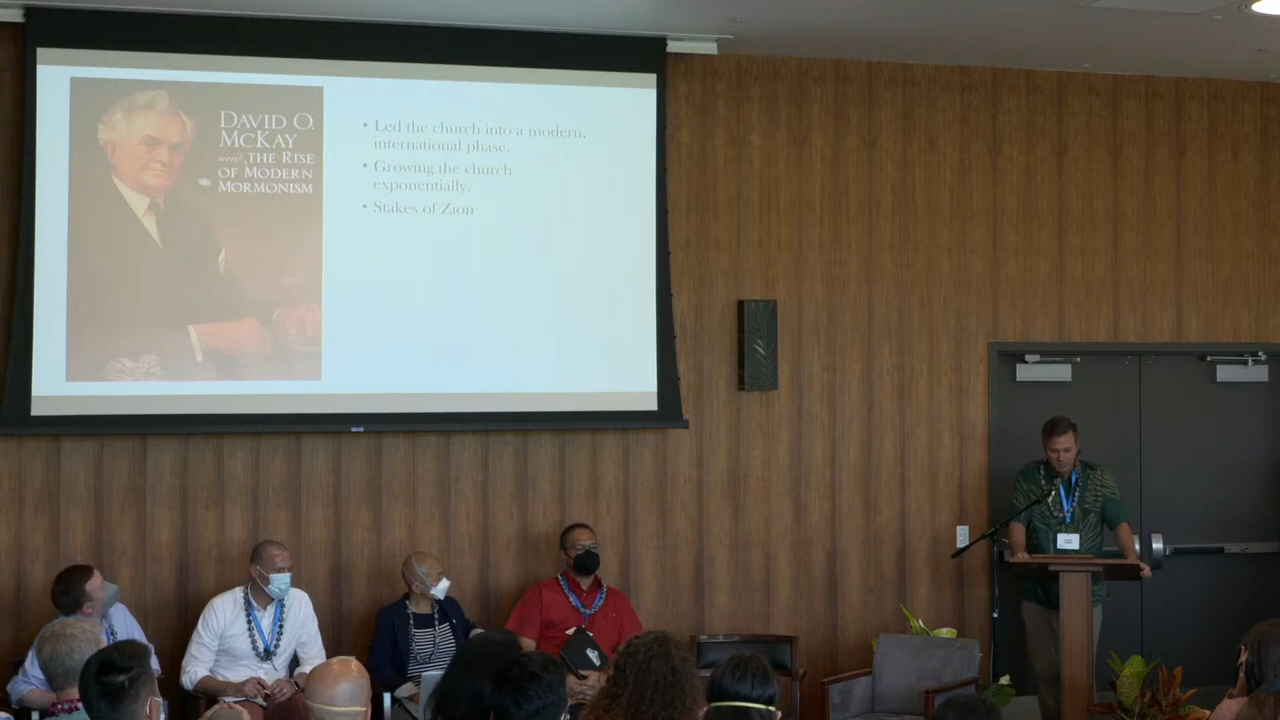 DAVID O.
MCKAY
and THE RISE
OF MODERN
MORMONISM
• Led the church into a modern,
international phase.
• Growing the church
exponentially.
• Stakes of Zion